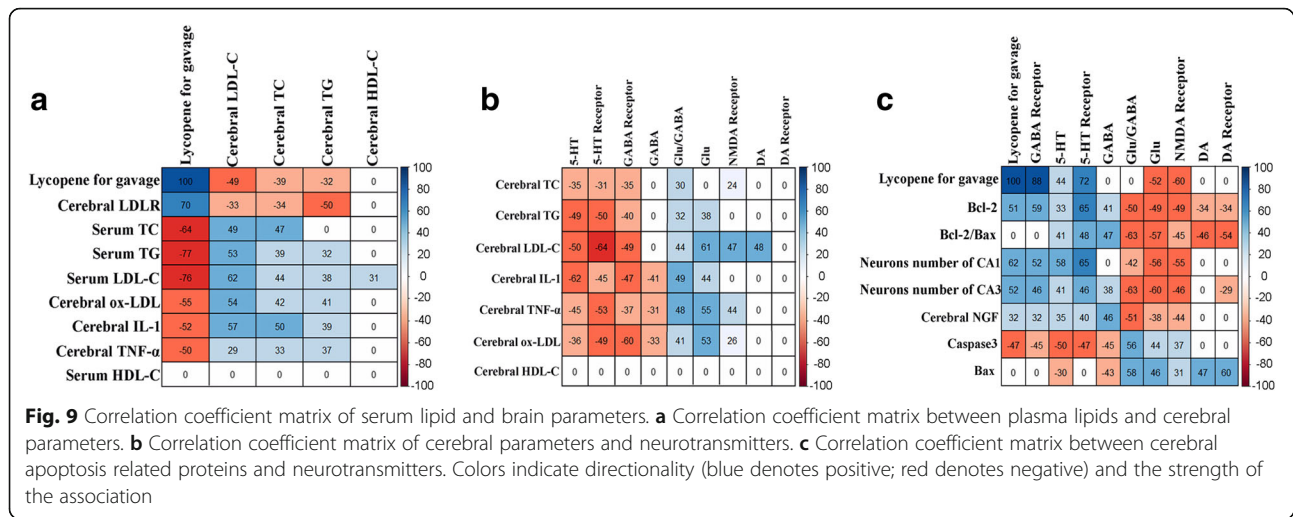 a
Lycopene for gavage
Cerebral LDL-C
Cerebral TC
Cerebral TG
Cerebral HDL-C
Lycopene for gavage 100 -49 -39 -32 0
Cerebral LDLR 70 -33 -34 -50 0
Serum TC -64 49 47 0 0
Serum TG -77 53 39 32 0
Serum LDL-C -76 62 44 38 31
Cerebral ox-LDL -55 54 42 41 0
Cerebral IL-1 -52 57 50 39 0
Cerebral TNF-α -50 29 33 37 0
Serum HDL-C 0 0 0 0 0
100
80
60
40
20
0
-20
-40
-60
-80
-100
b
5-HT
5-HT Receptor
GABA Receptor
GABA
Glu/GABA
Glu
NMDA Receptor
DA
DA Receptor
Cerebral TC -35 -31 -35 0 30 0 24 0 0
Cerebral TG -49 -50 -40 0 32 38 0 0 0
Cerebral LDL-C -50 -64 -49 0 44 61 47 48 0
Cerebral IL-1 -62 -45 -47 -41 49 44 0 0 0
Cerebral TNF-α -45 -53 -37 -31 48 55 44 0 0
Cerebral ox-LDL -36 -49 -60 -33 41 53 26 0 0
Cerebral HDL-C 0 0 0 0 0 0 0 0 0
100
80
60
40
20
0
-20
-40
-60
-80
-100
c
Lycopene for gavage
GABA Receptor
5-HT
5-HT Receptor
GABA
Glu/GABA
Glu
NMDA Receptor
DA
DA Receptor
Lycopene for gavage 100 88 44 72 0 0 -52 -60 0 0
Bcl-2 51 59 33 65 41 -50 -49 -49 -34 -34
Bcl-2/Bax 0 0 41 48 47 -63 -57 -45 -46 -54
Neurons number of CA1 62 52 58 65 0 -42 -56 -55 0 0
Neurons number of CA3 52 46 41 46 38 -63 -60 -46 0 -29
Cerebral NGF 32 32 35 40 46 -51 -38 -44 0 0
Caspase3 -47 -45 -50 -47 -45 56 44 37 0 0
Bax 0 0 -30 0 -43 58 46 31 47 60
100
80
60
40
20
0
-20
-40
-60
-80
-100
Fig. 9 Correlation coefficient matrix of serum lipid and brain parameters. a Correlation coefficient matrix between plasma lipids and cerebral
parameters. b Correlation coefficient matrix of cerebral parameters and neurotransmitters. c Correlation coefficient matrix between cerebral
apoptosis related proteins and neurotransmitters. Colors indicate directionality (blue denotes positive; red denotes negative) and the strength of
the association